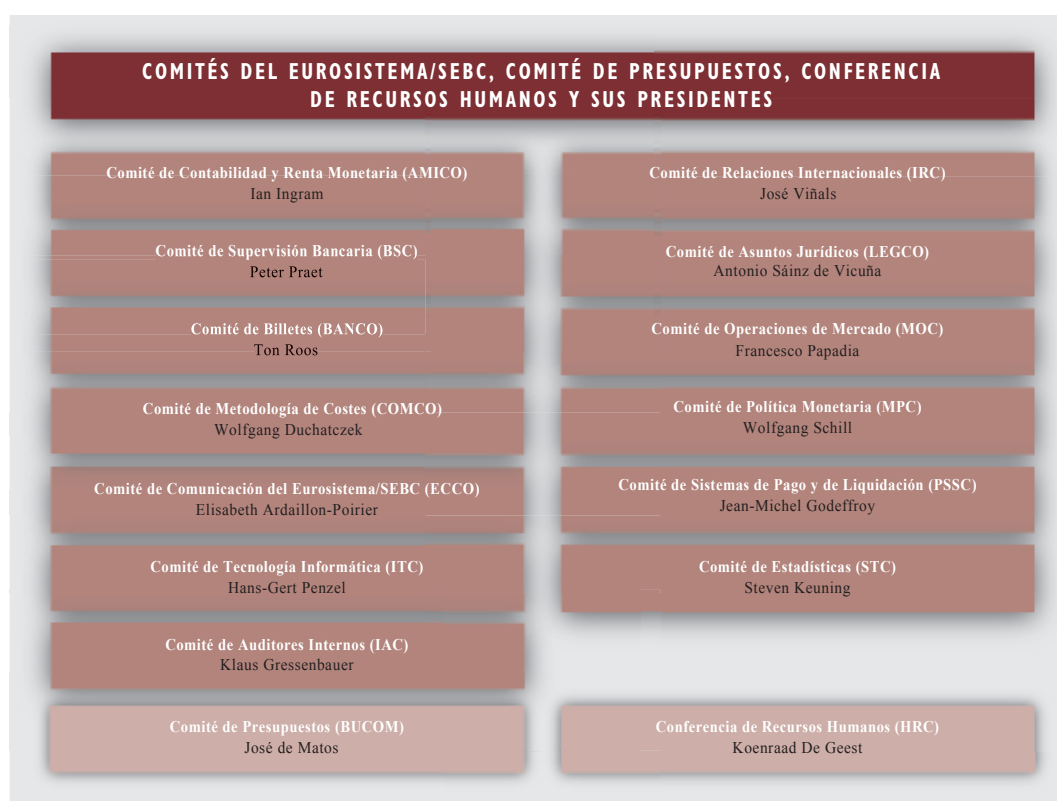 COMITÉS DEL EUROSISTEMA/SEBC, COMITÉ DE PRESUPUESTOS, CONFERENCIA
DE RECURSOS HUMANOS Y SUS PRESIDENTES
Comité de Contabilidad y Renta Monetaria (AMICO)
Ian Ingram
Comité de Supervisión Bancaria (BSC)
Peter Praet
Comité de Billetes (BANCO)
Ton Roos
Comité de Metodología de Costes (COMCO)
Wolfgang Duchatczek
Comité de Comunicación del Eurosistema/SEBC (ECCO)
Elisabeth Ardaillon-Poirier
Comité de Tecnología Informática (ITC)
Hans-Gert Penzel
Comité de Auditores Internos (IAC)
Klaus Gressenbauer
Comité de Presupuestos (BUCOM)
José de Matos
Comité de Relaciones Internacionales (IRC)
José Viñals
Comité de Asuntos Jurídicos (LEGCO)
Antonio Sáinz de Vicuña
Comité de Operaciones de Mercado (MOC)
Francesco Papadia
Comité de Política Monetaria (MPC)
Wolfgang Schill
Comité de Sistemas de Pago y de Liquidación (PSSC)
Jean-Michel Godeffroy
Comité de Estadísticas (STC)
Steven Keuning
Conferencia de Recursos Humanos (HRC)
Koenraad De Geest